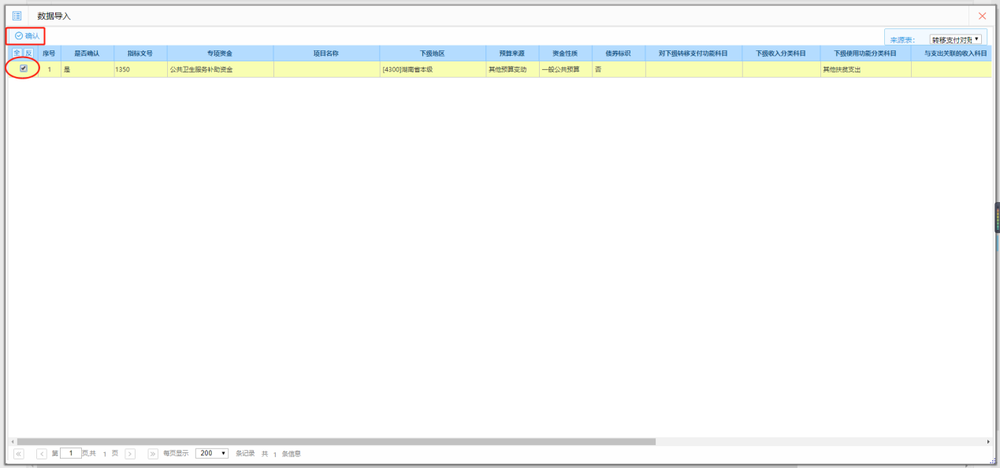 数据导入
确认
来源表: 转移支付对账
全 反 序号 是否确认 指标文号 专项资金 项目名称 下级地区 预算来源 资金性质 债券标识 对下级转移支付功能科目 下级收入分类科目 下级使用功能分类科目 与支出关联的收入科目
1 是 1350 公共卫生服务补助资金 [4300]湖南省本级 其他预算变动 一般公共预算 否 其他扶贫支出
第 1 页,共 1 页 每页显示 200 条记录 共 1 条信息